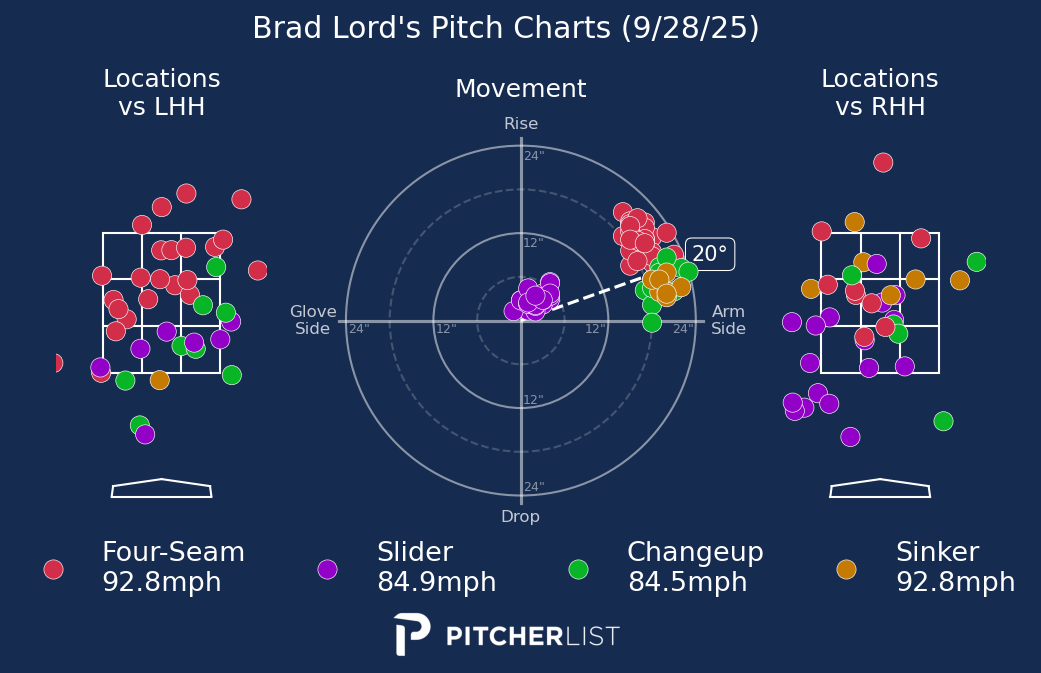 Brad Lord's Pitch Charts (9/28/25)
Locations
vs LHH
Movement
Locations
vs RHH
Rise
24"
12"
20°
Glove
Side
24"
12"
12"
24"
Arm
Side
12"
24"
Drop
Four-Seam
92.8mph
Slider
84.9mph
Changeup
84.5mph
Sinker
92.8mph
PITCHERLIST